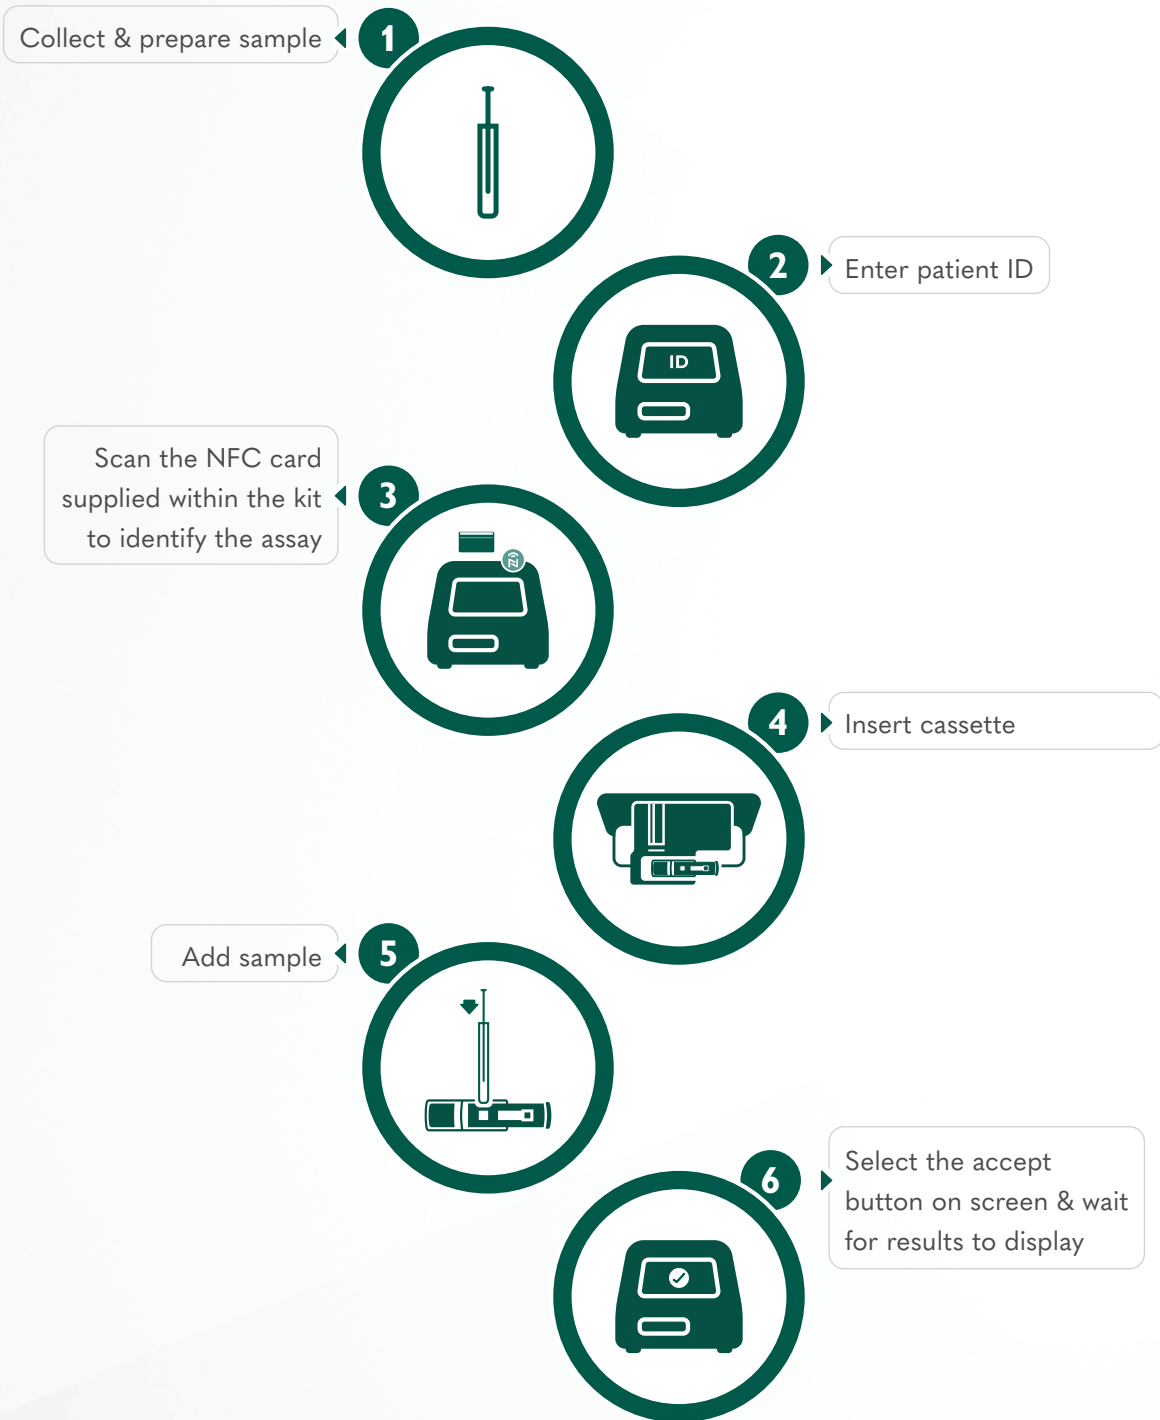 1
Collect & prepare sample
2
Enter patient ID
ID
3
Scan the NFC card
supplied within the kit
to identify the assay
4
Insert cassette
5
Add sample
6
Select the accept
button on screen & wait
for results to display